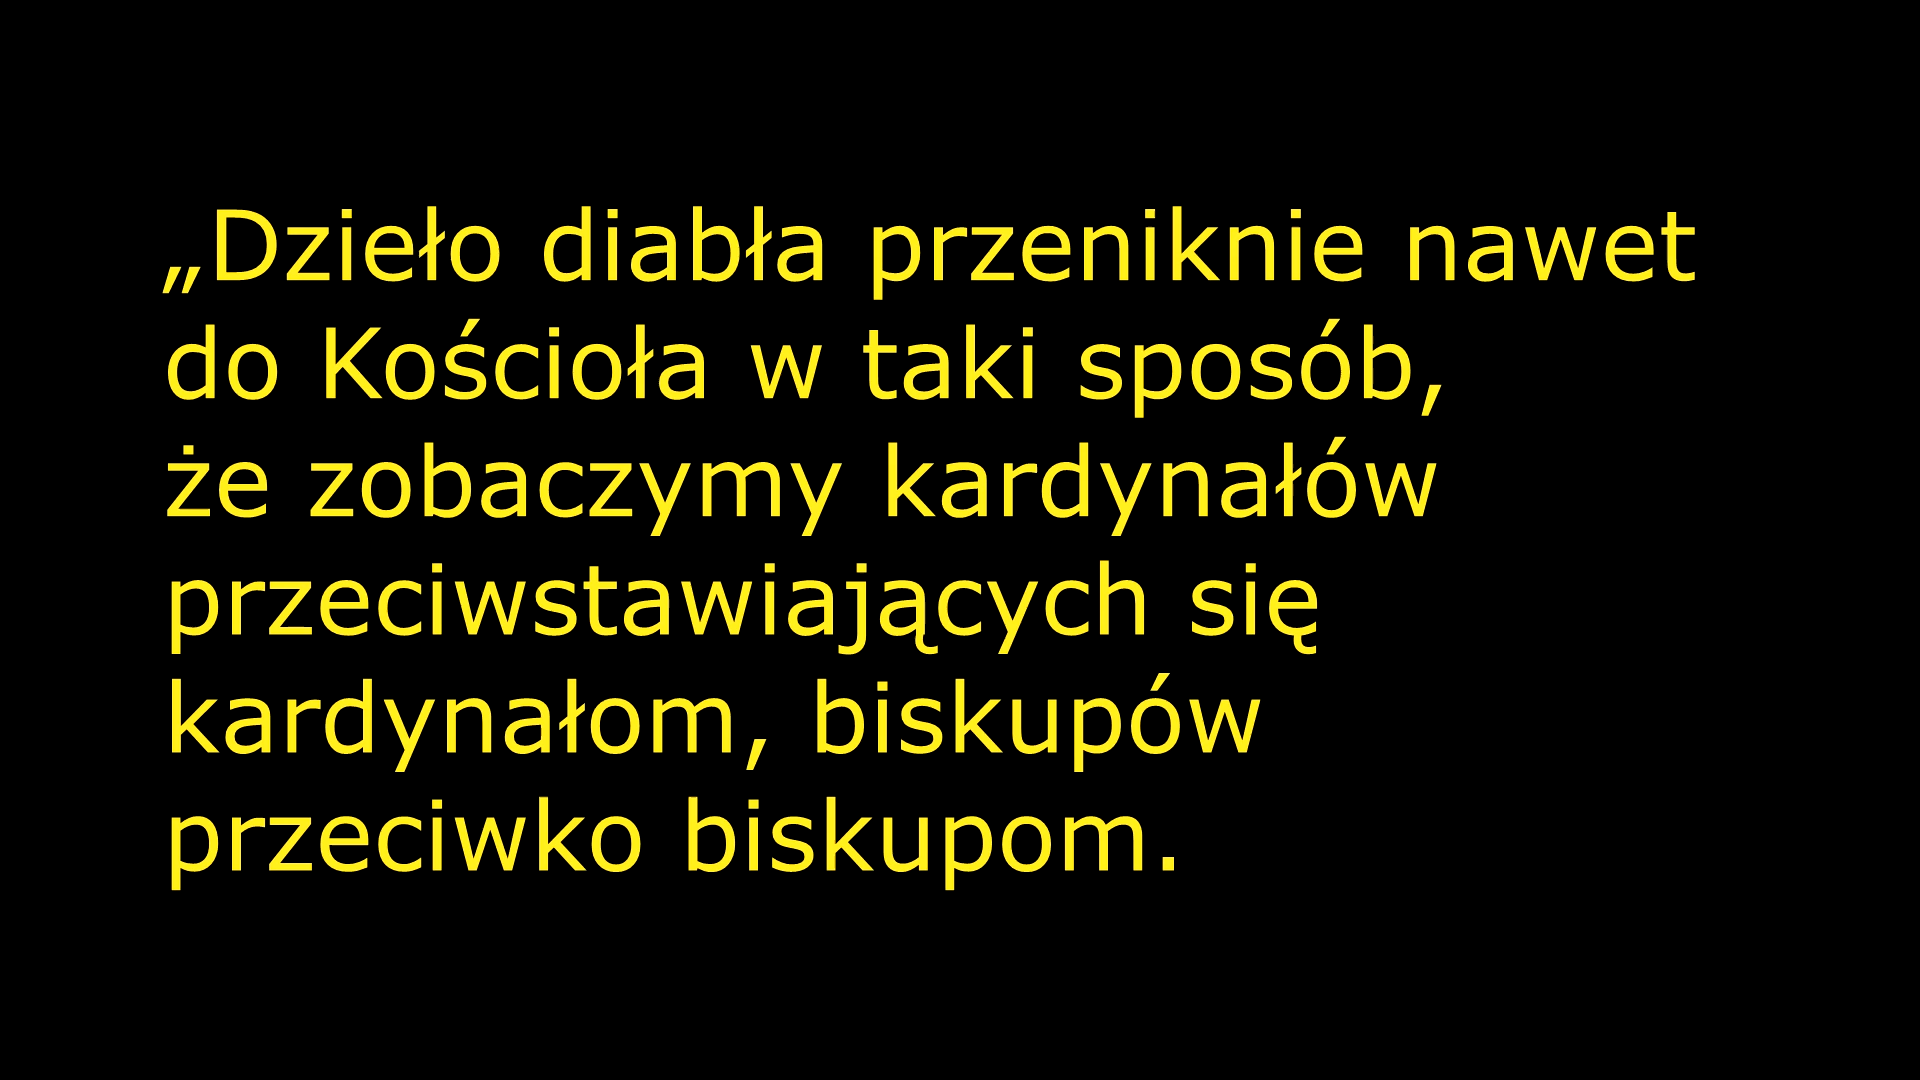 „Dzieło diabła przeniknie nawet
do Kościoła w taki sposób,
że zobaczymy kardynałów
przeciwstawiających się
kardynałom, biskupów
przeciwko biskupom.